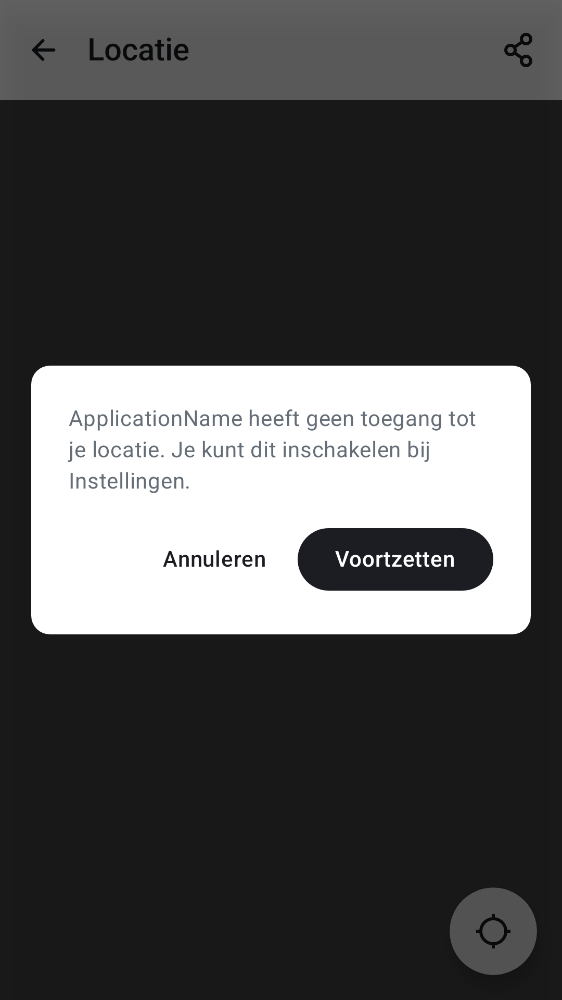 Locatie
ApplicationName heeft geen toegang tot
je locatie. Je kunt dit inschakelen bij
Instellingen.
Annuleren
Voortzetten